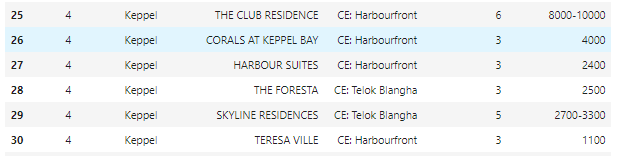 25 4 Keppel THE CLUB RESIDENCE CE: Harbourfront 6 8000-10000
26 4 Keppel CORALS AT KEPPEL BAY CE: Harbourfront 3 4000
27 4 Keppel HARBOUR SUITES CE: Harbourfront 3 2400
28 4 Keppel THE FORESTA CE: Telok Blangha 3 2500
29 4 Keppel SKYLINE RESIDENCES CE: Telok Blangha 5 2700-3300
30 4 Keppel TERESA VILLE CE: Harbourfront 3 1100